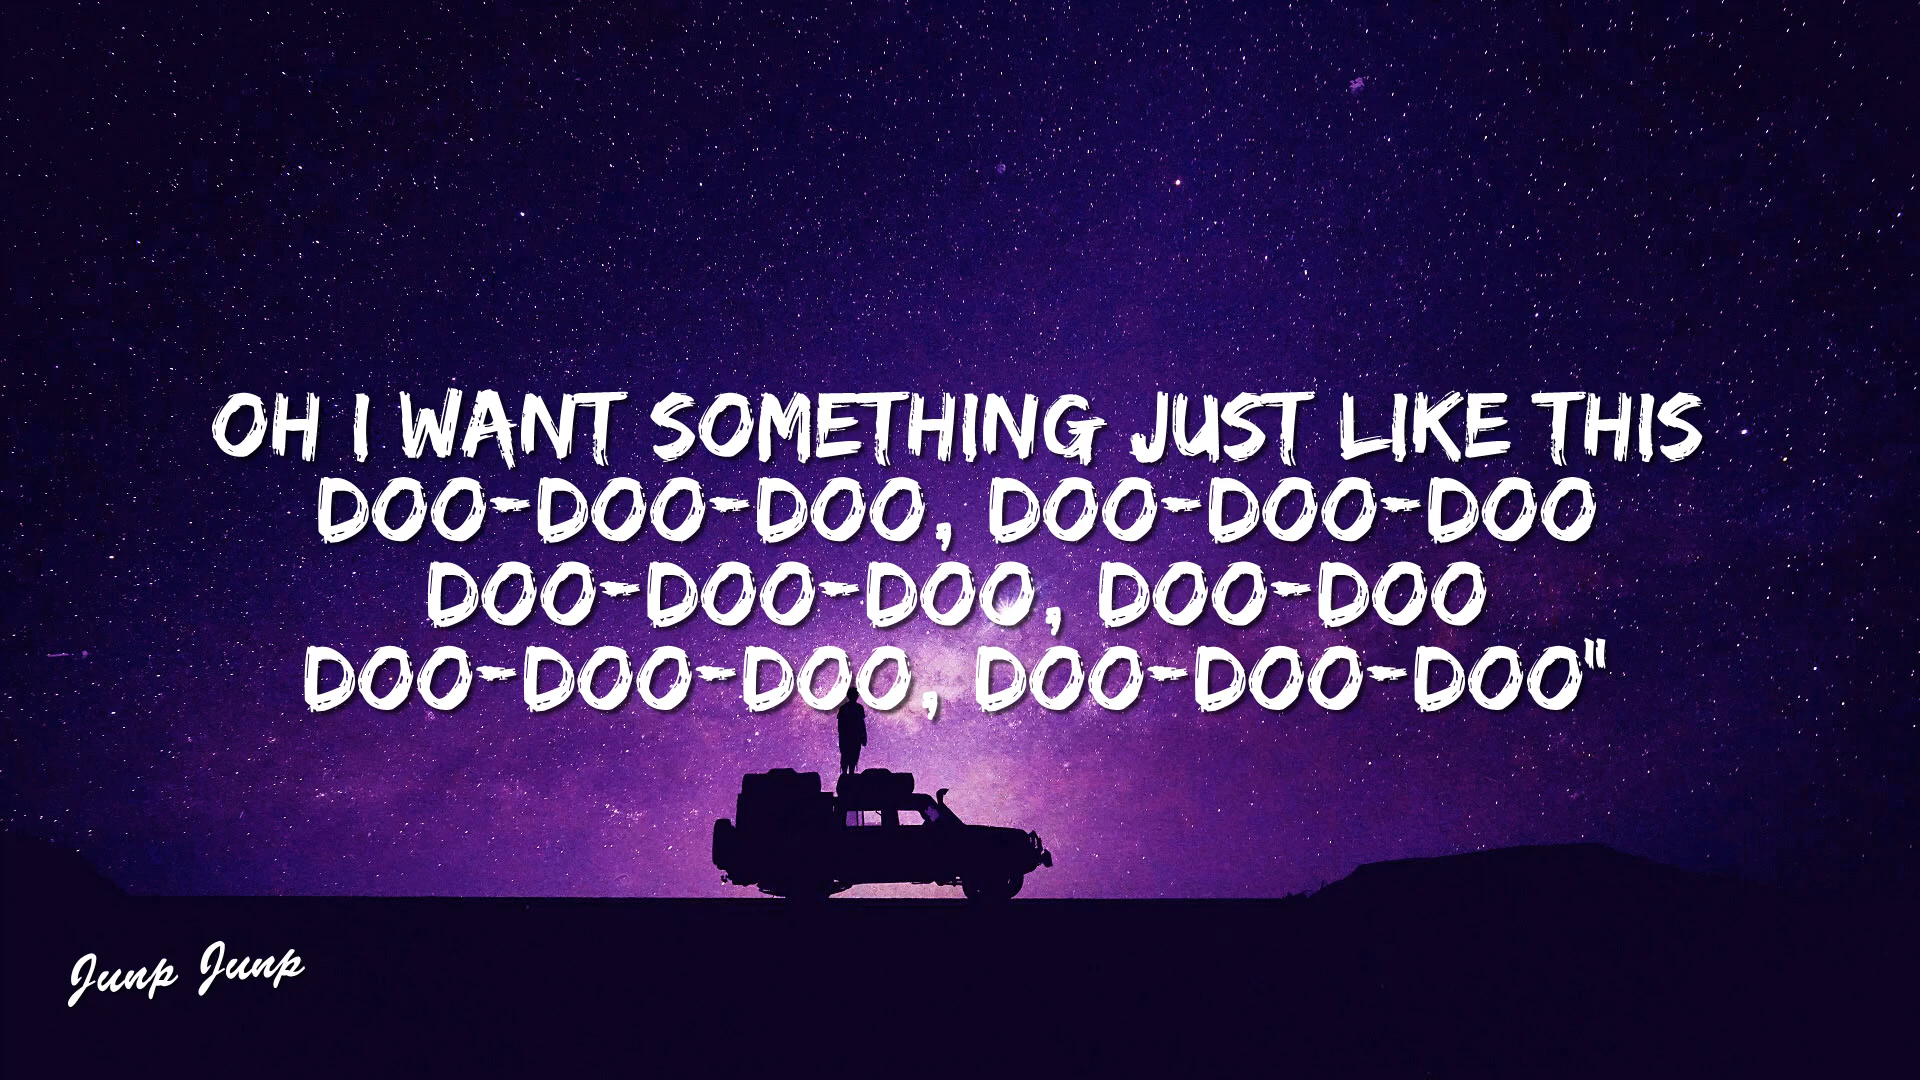 OH I WANT SOMETHING JUST LIKE THIS
DOO-DOO-DOO, DOO-DOO-DOO
DOO-DOO-DOO, DOO-DOO
DOO-DOO-DOO, DOO-DOO-DOO"
Junp Junp